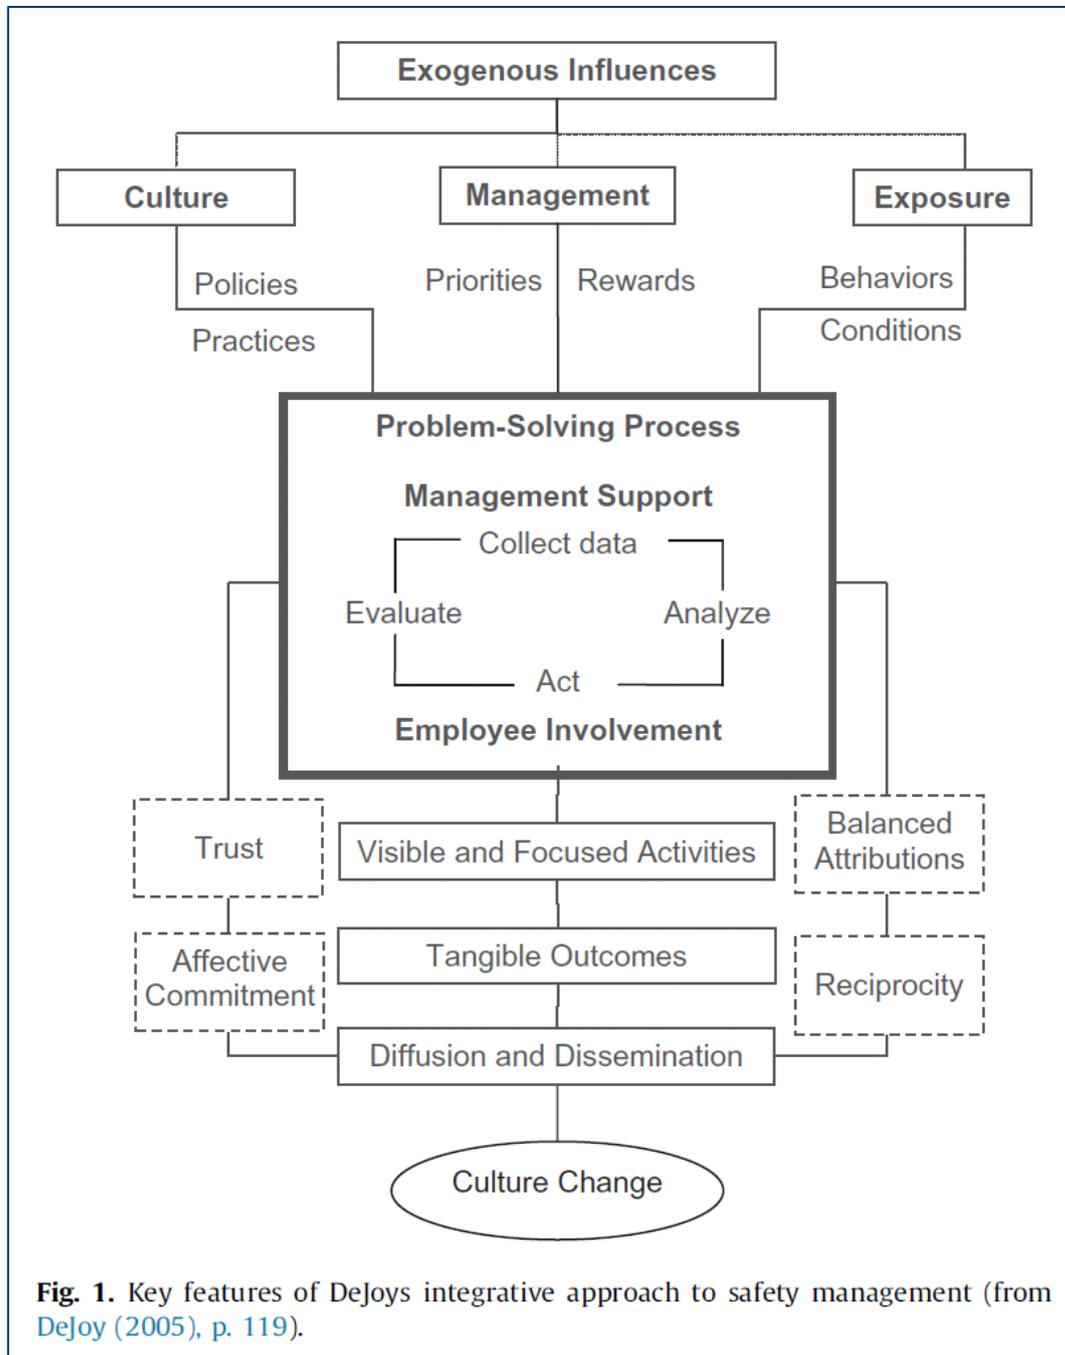 Exogenous Influences
Culture
Management
Exposure
Policies
Practices
Priorities
Rewards
Behaviors
Conditions
Problem-Solving Process
Management Support
Collect data
Evaluate
Analyze
Act
Employee Involvement
Trust
Visible and Focused Activities
Balanced
Attributions
Affective
Commitment
Tangible Outcomes
Reciprocity
Diffusion and Dissemination
Culture Change
Fig. 1. Key features of DeJoys integrative approach to safety management (from
DeJoy (2005), p. 119).